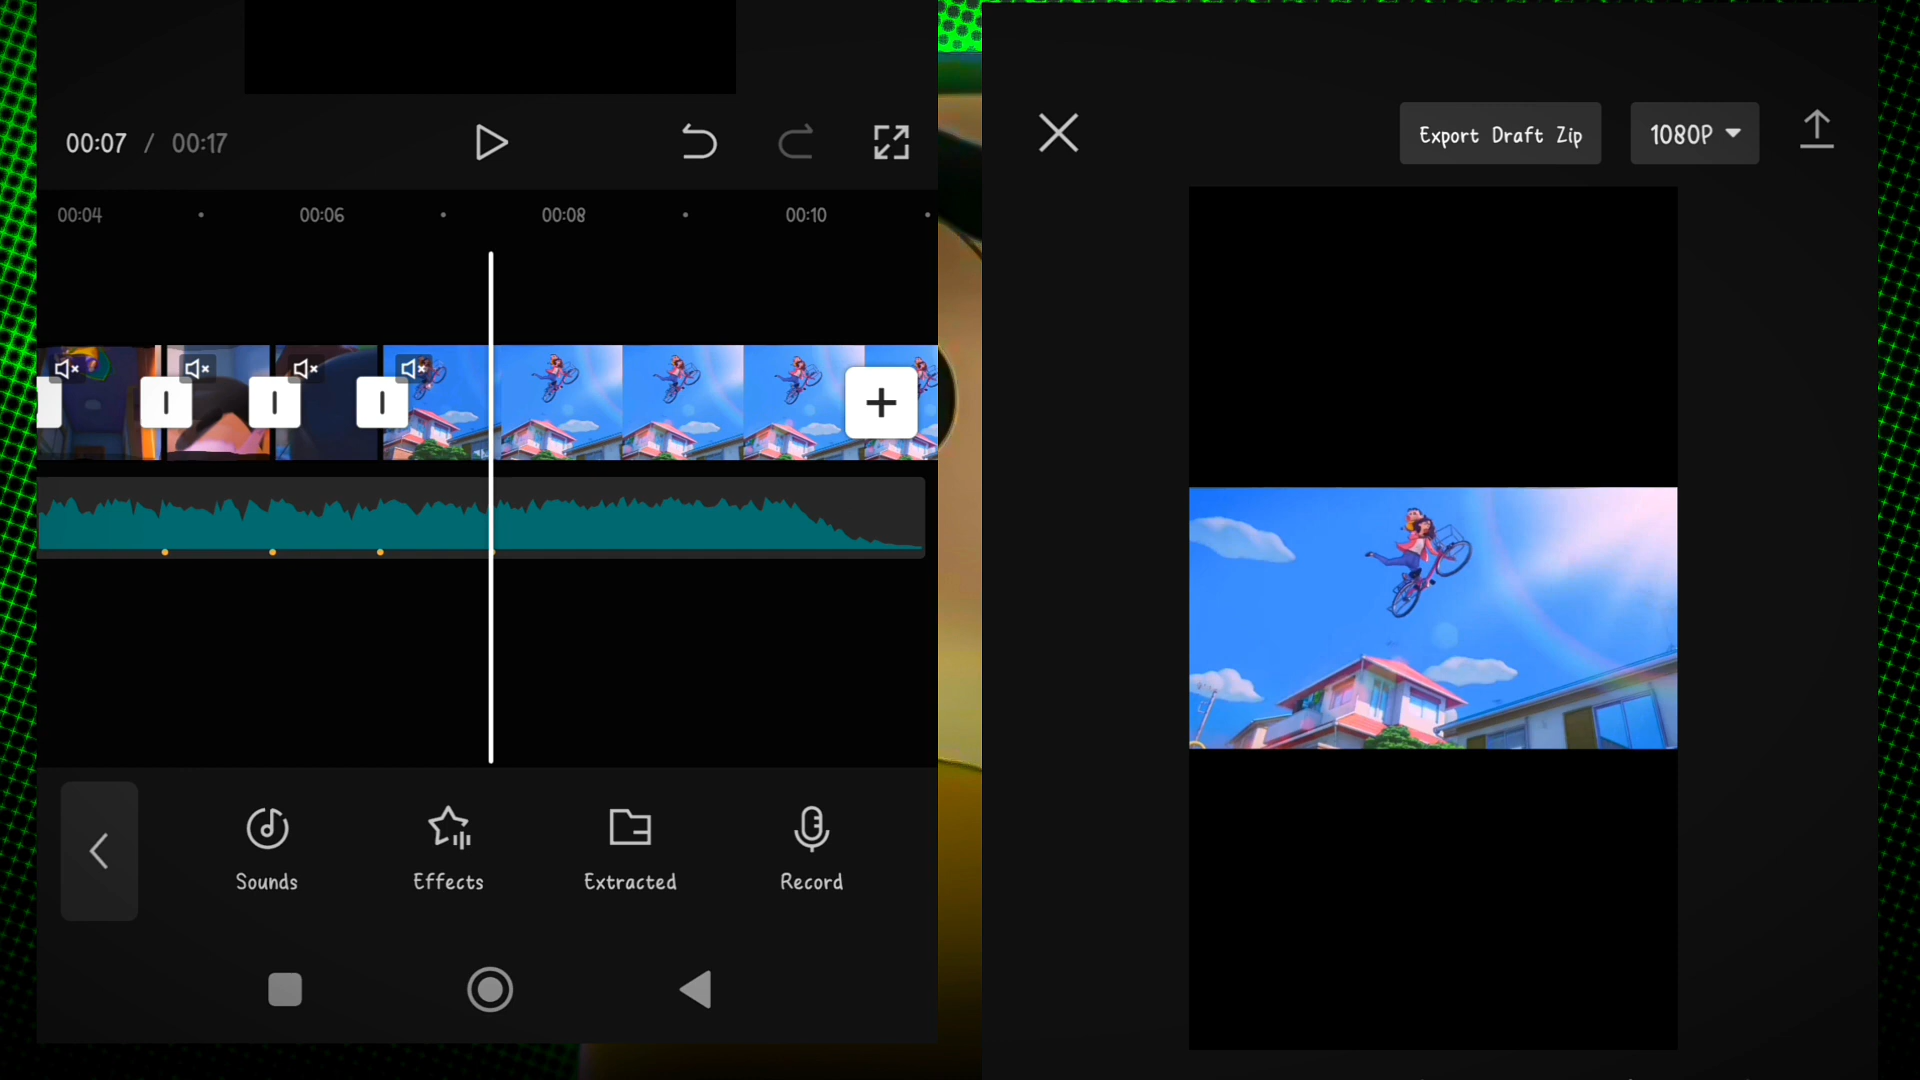 00:07 / 00:17
00:04
00:06
00:08
00:10
Sounds
Effects
Extracted
Record
Export Draft Zip
1080P